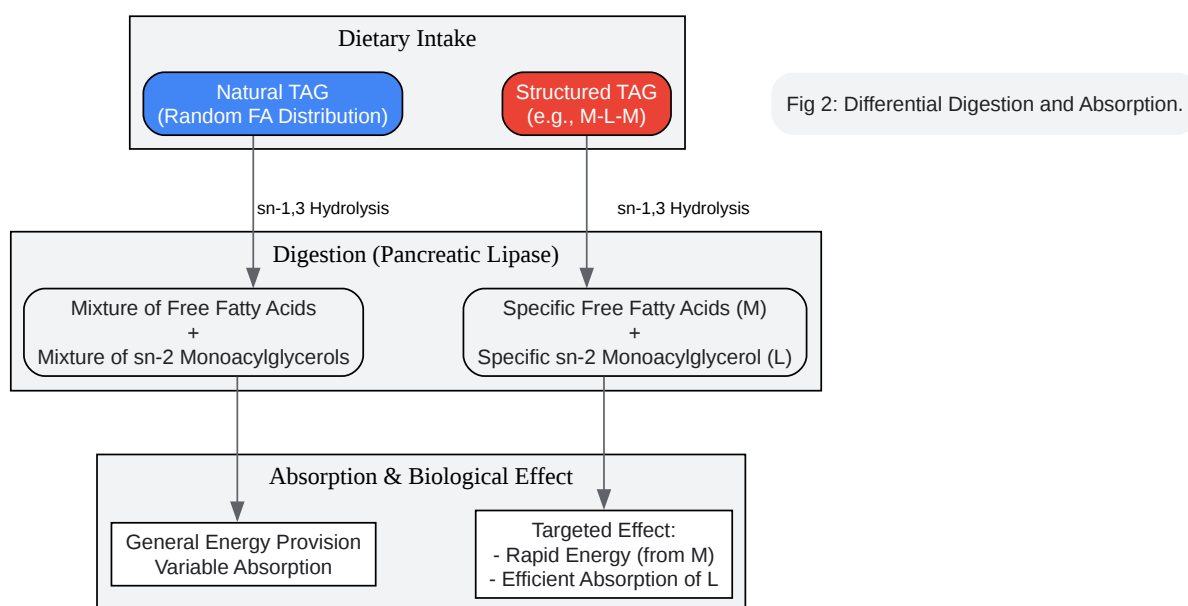 Dietary Intake
Natural TAG
(Random FA Distribution)
Structured TAG
(e.g., M-L-M)
Fig 2: Differential Digestion and Absorption.
sn-1,3 Hydrolysis
sn-1,3 Hydrolysis
Digestion (Pancreatic Lipase)
Mixture of Free Fatty Acids
+
Mixture of sn-2 Monoacylglycerols
Specific Free Fatty Acids (M)
+
Specific sn-2 Monoacylglycerol (L)
Absorption & Biological Effect
General Energy Provision
Variable Absorption
Targeted Effect:
- Rapid Energy (from M)
- Efficient Absorption of L